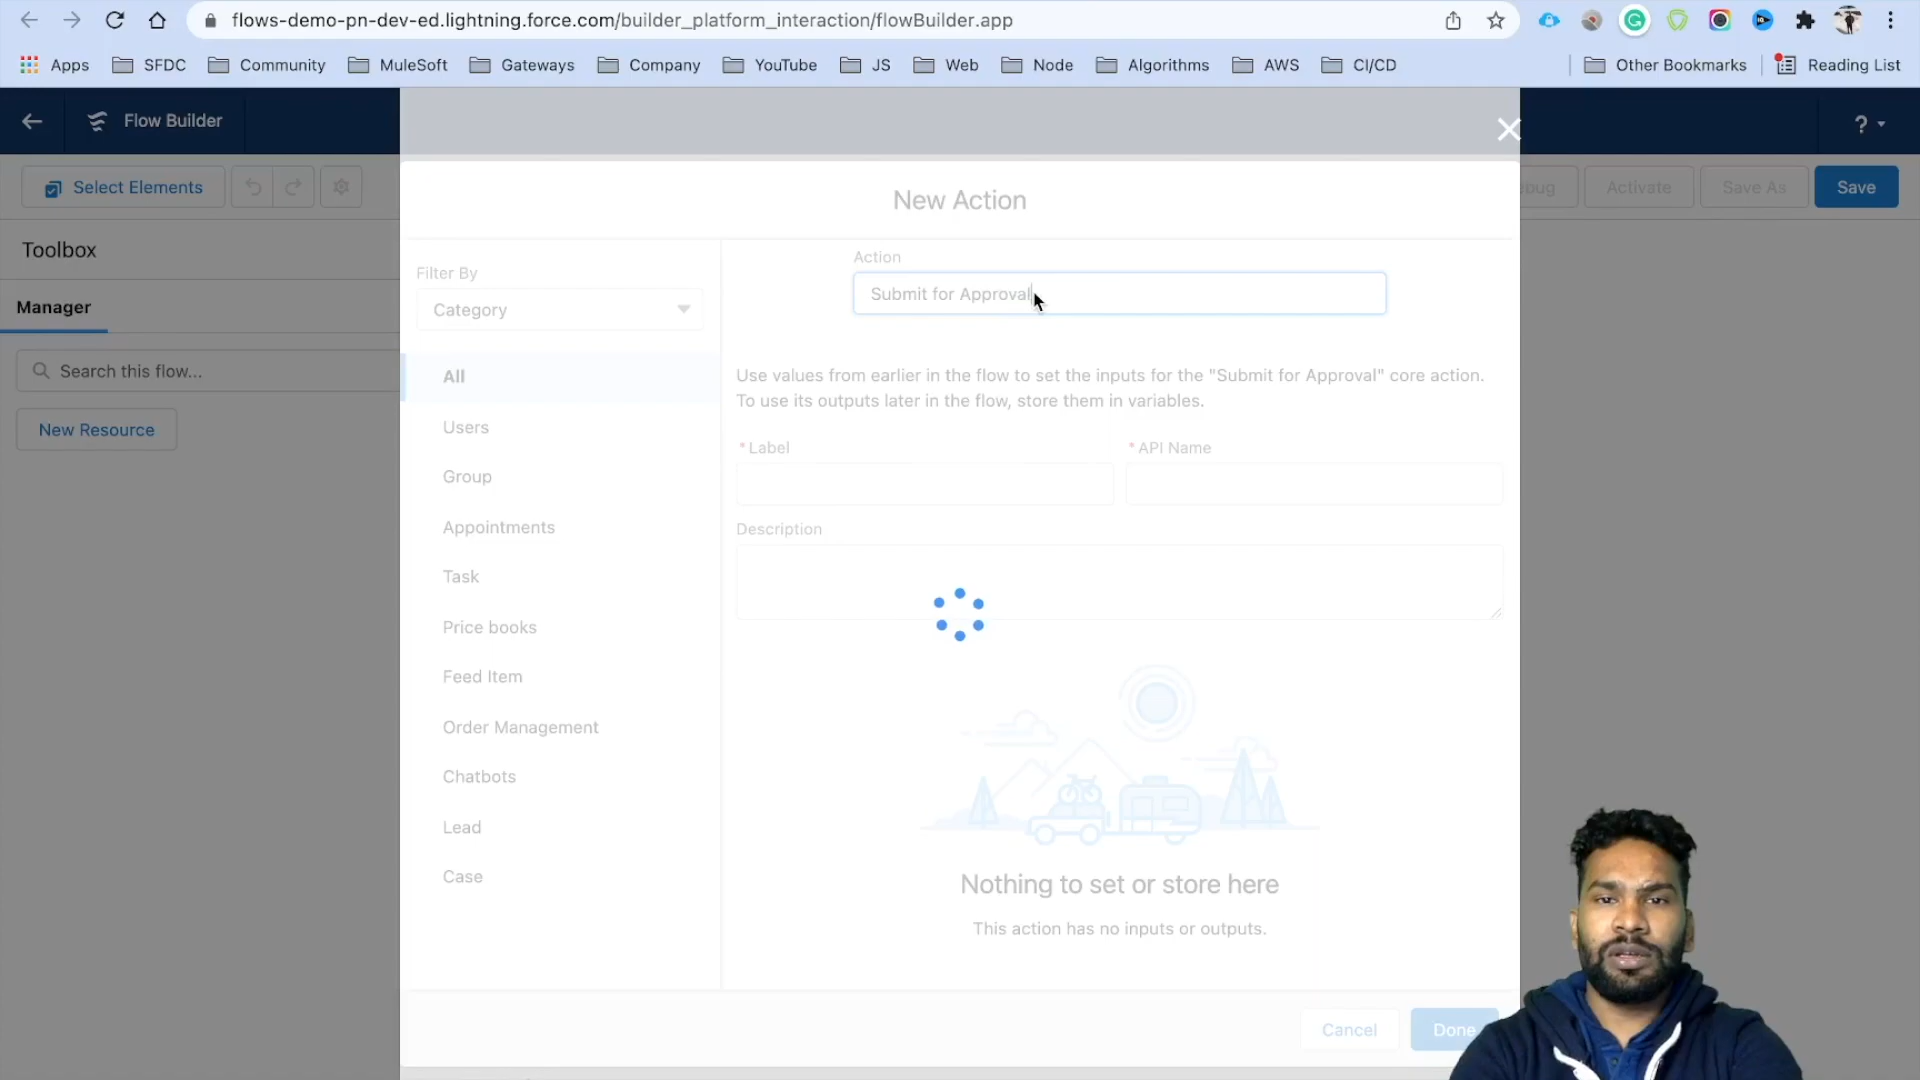 flows-demo-pn-dev-ed.lightning.force.com/builder_platform_interaction/flowBuilder.app
Apps
SFDC
Community
MuleSoft
Gateways
Company
YouTube
JS
Web
Node
Algorithms
AWS
CI/CD
Other Bookmarks
Reading List
Flow Builder
?
Select Elements
Activate
Save As
Save
Toolbox
Manager
Search this flow...
New Resource
New Action
Filter By
Category
All
Users
Group
Appointments
Task
Price books
Feed Item
Order Management
Chatbots
Lead
Case
Action
Submit for Approval
Use values from earlier in the flow to set the inputs for the "Submit for Approval" core action.
To use its outputs later in the flow, store them in variables.
*Label
*API Name
Description
Nothing to set or store here
This action has no inputs or outputs.
Cancel
Done